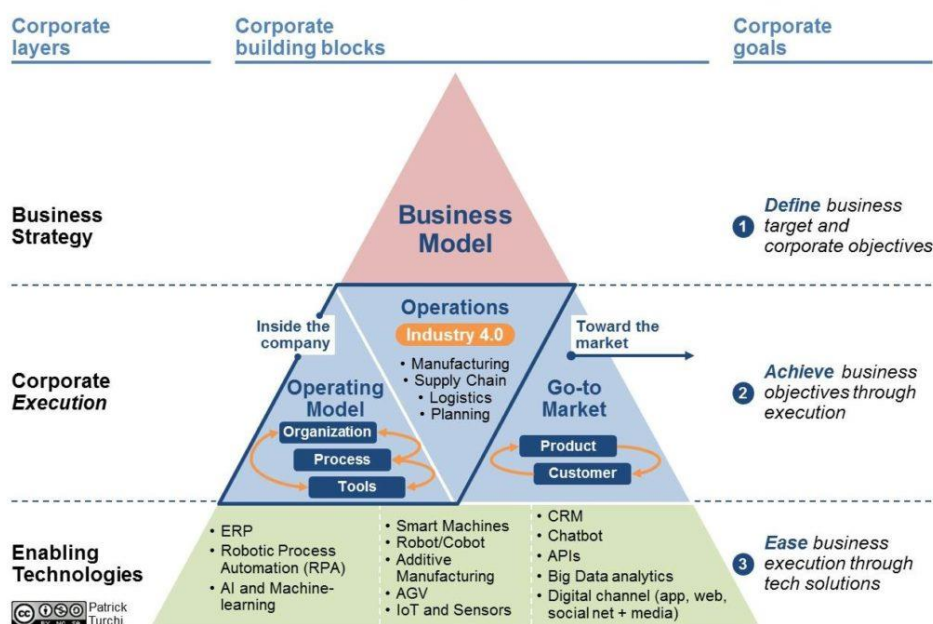 Corporate
layers
Corporate
building blocks
Corporate
goals
Business
Strategy
Business
Model
1
Define business
target and
corporate objectives
Corporate
Execution
Inside the
company
Operations
Industry 4.0
• Manufacturing
• Supply Chain
• Logistics
• Planning
Toward the
market
Operating
Model
Organization
Process
Tools
Go-to
Market
Product
Customer
2
Achieve business
objectives through
execution
Enabling
Technologies
• ERP
• Robotic Process
Automation (RPA)
• AI and Machine-
learning
• Smart Machines
• Robot/Cobot
• Additive
Manufacturing
• AGV
• IoT and Sensors
• CRM
• Chatbot
• APIs
• Big Data analytics
• Digital channel (app, web,
social net + media)
3
Ease business
execution through
tech solutions
cc
Patrick
Turchi